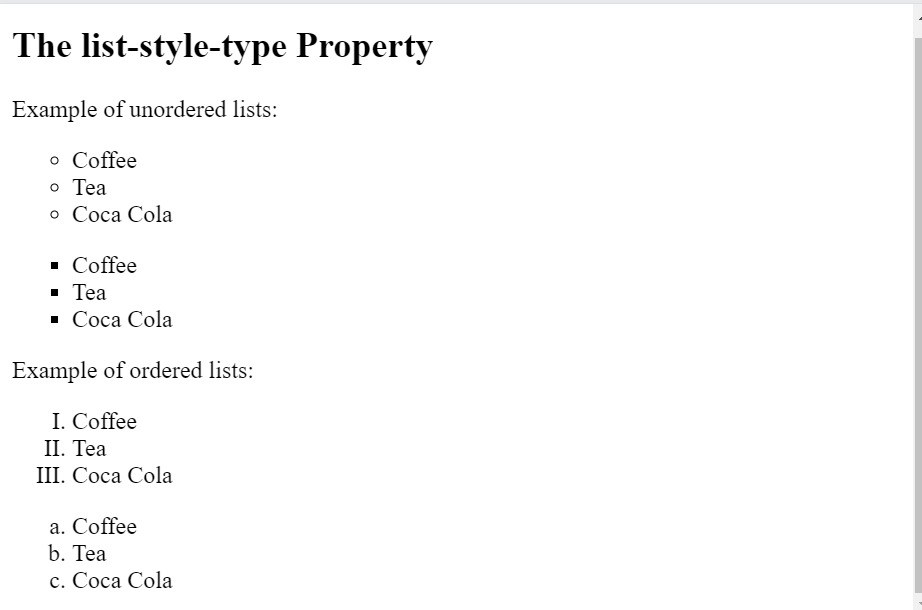 The list-style-type Property
Example of unordered lists:
Coffee
Tea
Coca Cola
Coffee
Tea
Coca Cola
Example of ordered lists:
I. Coffee
II. Tea
III. Coca Cola
a. Coffee
b. Tea
c. Coca Cola